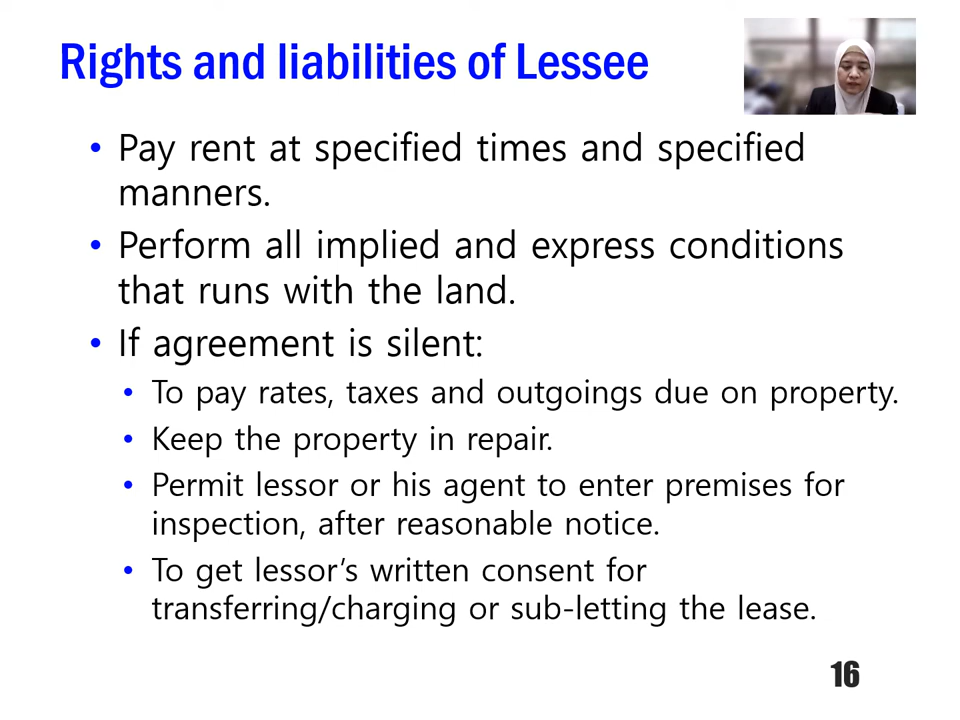 Rights and liabilities of Lessee
• Pay rent at specified times and specified
manners.
• Perform all implied and express conditions
that runs with the land.
• If agreement is silent:
• To pay rates, taxes and outgoings due on property.
• Keep the property in repair.
• Permit lessor or his agent to enter premises for
inspection, after reasonable notice.
• To get lessor's written consent for
transferring/charging or sub-letting the lease.
16